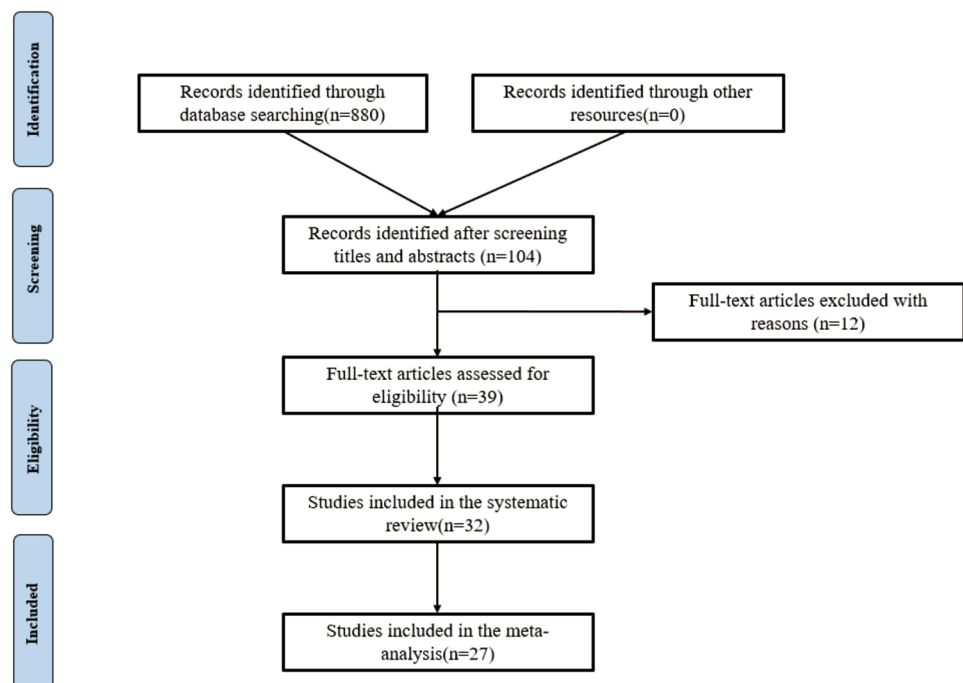 Identification
Records identified through
database searching(n=880)
Records identified through other
resources(n=0)
Screening
Records identified after screening
titles and abstracts (n=104)
Full-text articles excluded with
reasons (n=12)
Eligibility
Full-text articles assessed for
eligibility (n=39)
Studies included in the systematic
review(n=32)
Included
Studies included in the meta-
analysis(n=27)